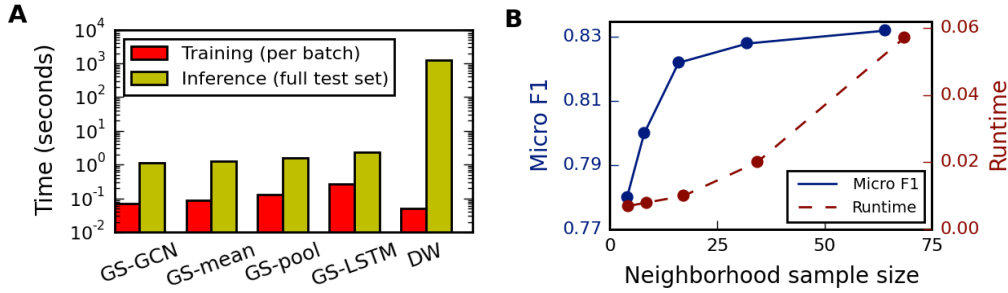 A
Time (seconds)
10^4
10^3
10^2
10^1
10^0
10^-1
10^-2
Training (per batch)
Inference (full test set)
GS-GCN
GS-mean
GS-pool
GS-LSTM
DW
B
Micro F1
0.83
0.81
0.79
0.77
Micro F1
Runtime
0.06
0.04
0.02
0.00
Runtime
0
25
50
75
Neighborhood sample size